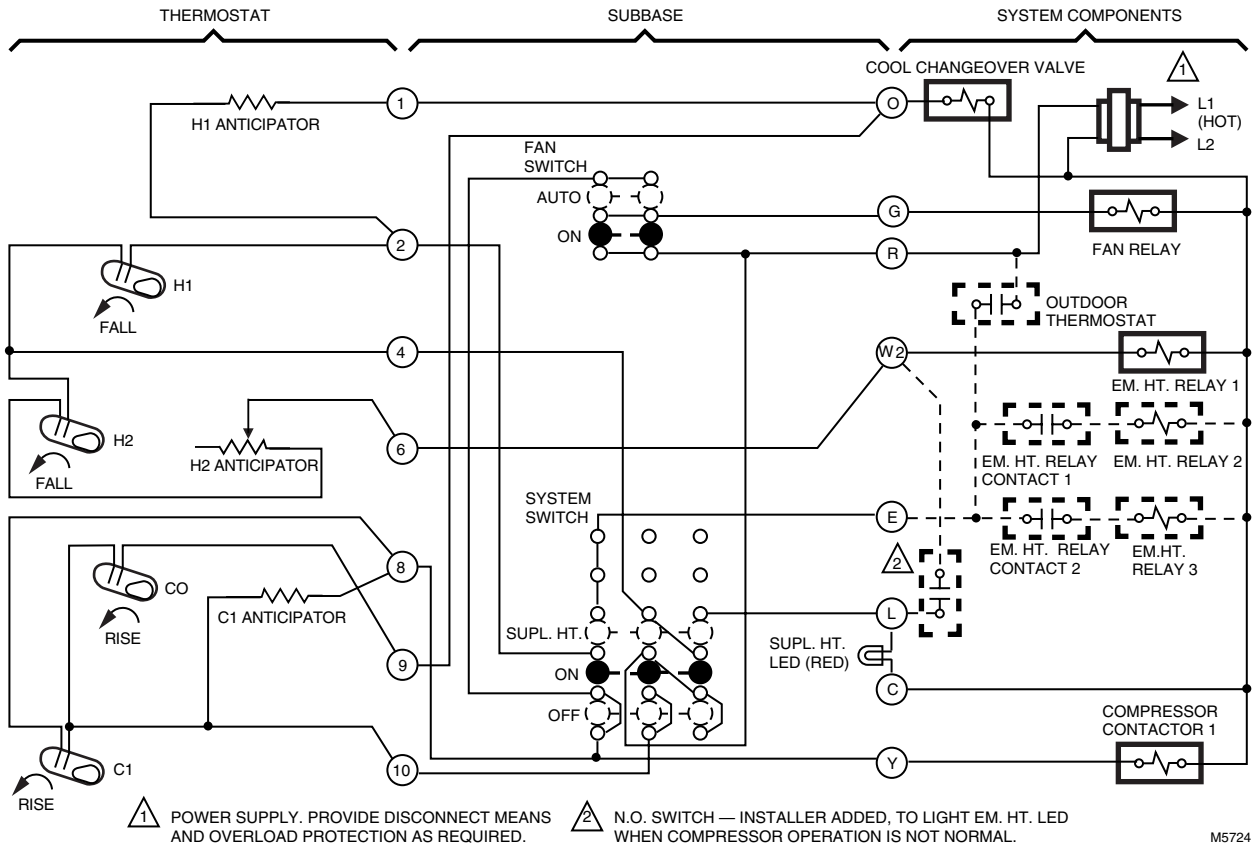 THERMOSTAT
SUBBASE
SYSTEM COMPONENTS
COOL CHANGEOVER VALVE
1
L1
(HOT)
L2
H1 ANTICIPATOR
1
O
FAN
SWITCH
AUTO
ON
G
FAN RELAY
2
R
H1
FALL
OUTDOOR
THERMOSTAT
4
W2
EM. HT. RELAY 1
H2
FALL
H2 ANTICIPATOR
6
EM. HT. RELAY
CONTACT 1
EM. HT. RELAY 2
SYSTEM
SWITCH
E
2
EM. HT. RELAY
CONTACT 2
EM.HT.
RELAY 3
8
CO
RISE
C1 ANTICIPATOR
SUPL. HT.
L
SUPL. HT.
LED (RED)
9
ON
C
OFF
COMPRESSOR
CONTACTOR 1
10
Y
C1
RISE
1
POWER SUPPLY. PROVIDE DISCONNECT MEANS
AND OVERLOAD PROTECTION AS REQUIRED.
2
N.O. SWITCH — INSTALLER ADDED, TO LIGHT EM. HT. LED
WHEN COMPRESSOR OPERATION IS NOT NORMAL.
M5724